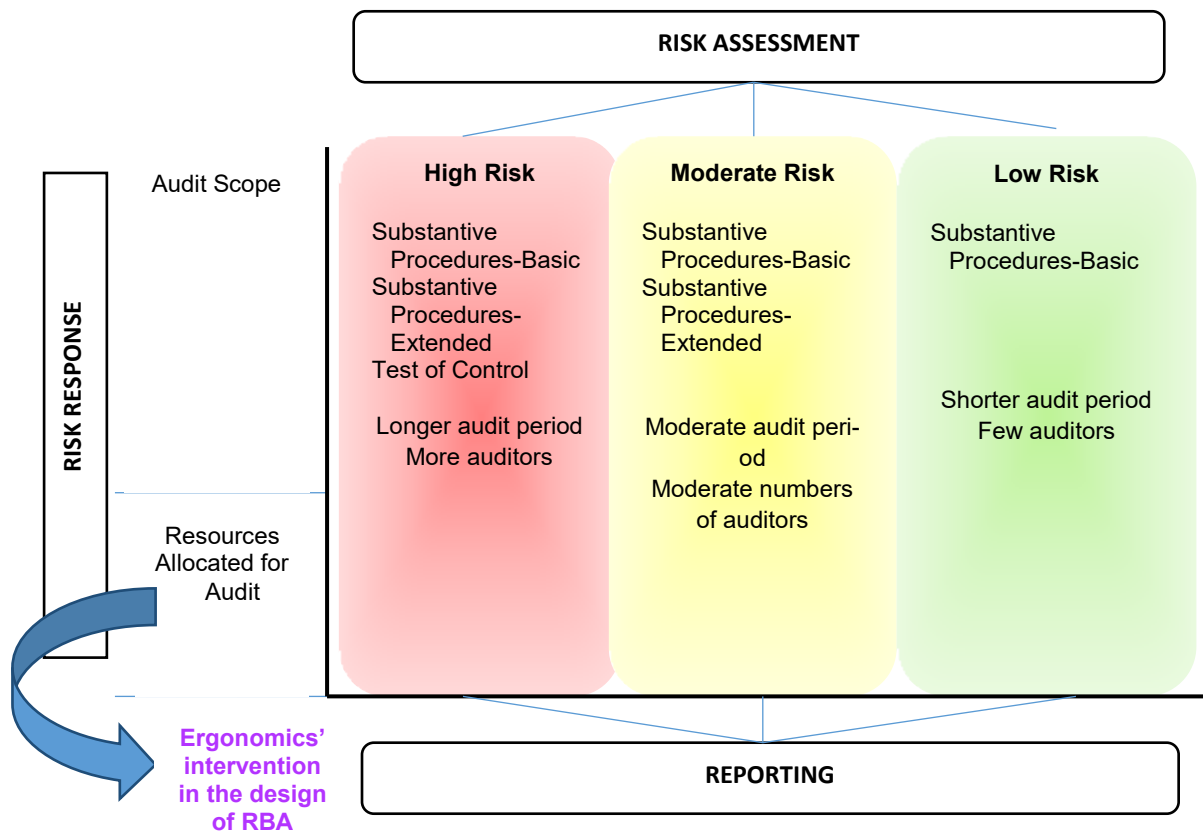 RISK ASSESSMENT
RISK RESPONSE
Audit Scope
High Risk
Substantive
Procedures-Basic
Substantive
Procedures-
Extended
Test of Control
Longer audit period
More auditors
Moderate Risk
Substantive
Procedures-Basic
Substantive
Procedures-
Extended
Moderate audit peri-
od
Moderate numbers
of auditors
Low Risk
Substantive
Procedures-Basic
Shorter audit period
Few auditors
Resources
Allocated for
Audit
Ergonomics’
intervention
in the design
of RBA
REPORTING